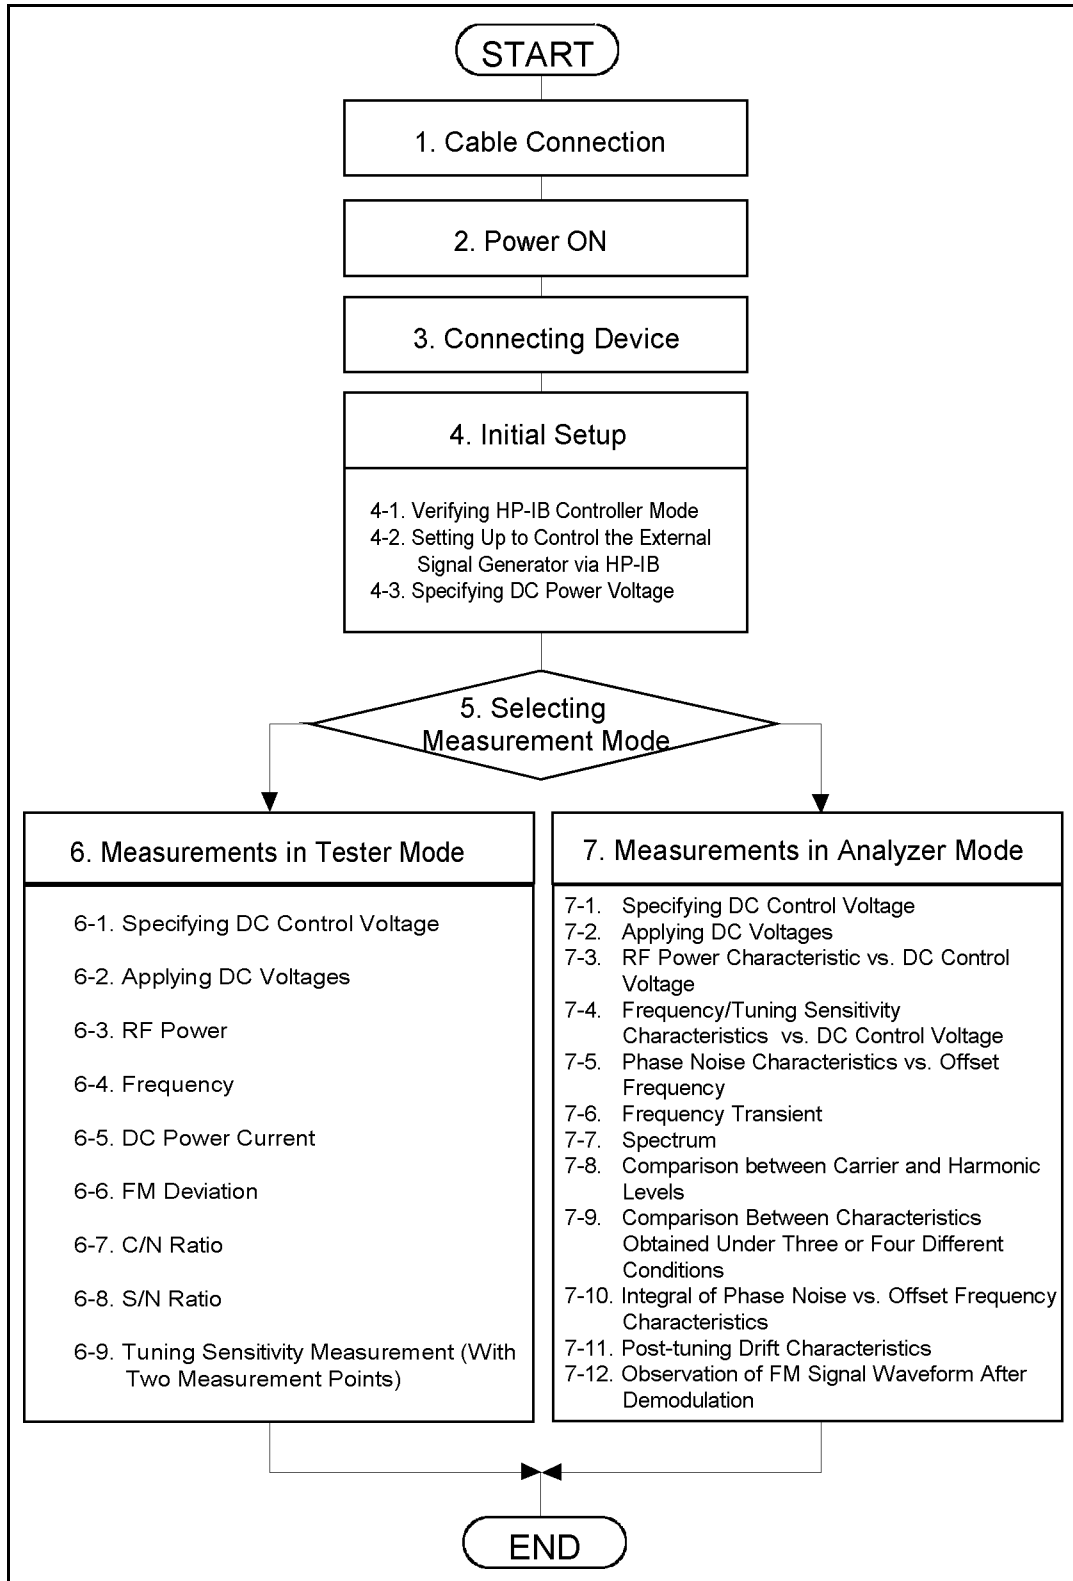 START
1. Cable Connection
2. Power ON
3. Connecting Device
4. Initial Setup
4-1. Verifying HP-IB Controller Mode
4-2. Setting Up to Control the External
Signal Generator via HP-IB
4-3. Specifying DC Power Voltage
5. Selecting
Measurement Mode
6. Measurements in Tester Mode
6-1. Specifying DC Control Voltage
6-2. Applying DC Voltages
6-3. RF Power
6-4. Frequency
6-5. DC Power Current
6-6. FM Deviation
6-7. C/N Ratio
6-8. S/N Ratio
6-9. Tuning Sensitivity Measurement (With
Two Measurement Points)
7. Measurements in Analyzer Mode
7-1. Specifying DC Control Voltage
7-2. Applying DC Voltages
7-3. RF Power Characteristic vs. DC Control
Voltage
7-4. Frequency/Tuning Sensitivity
Characteristics vs. DC Control Voltage
7-5. Phase Noise Characteristics vs. Offset
Frequency
7-6. Frequency Transient
7-7. Spectrum
7-8. Comparison between Carrier and Harmonic
Levels
7-9. Comparison Between Characteristics
Obtained Under Three or Four Different
Conditions
7-10. Integral of Phase Noise vs. Offset Frequency
Characteristics
7-11. Post-tuning Drift Characteristics
7-12. Observation of FM Signal Waveform After
Demodulation
END